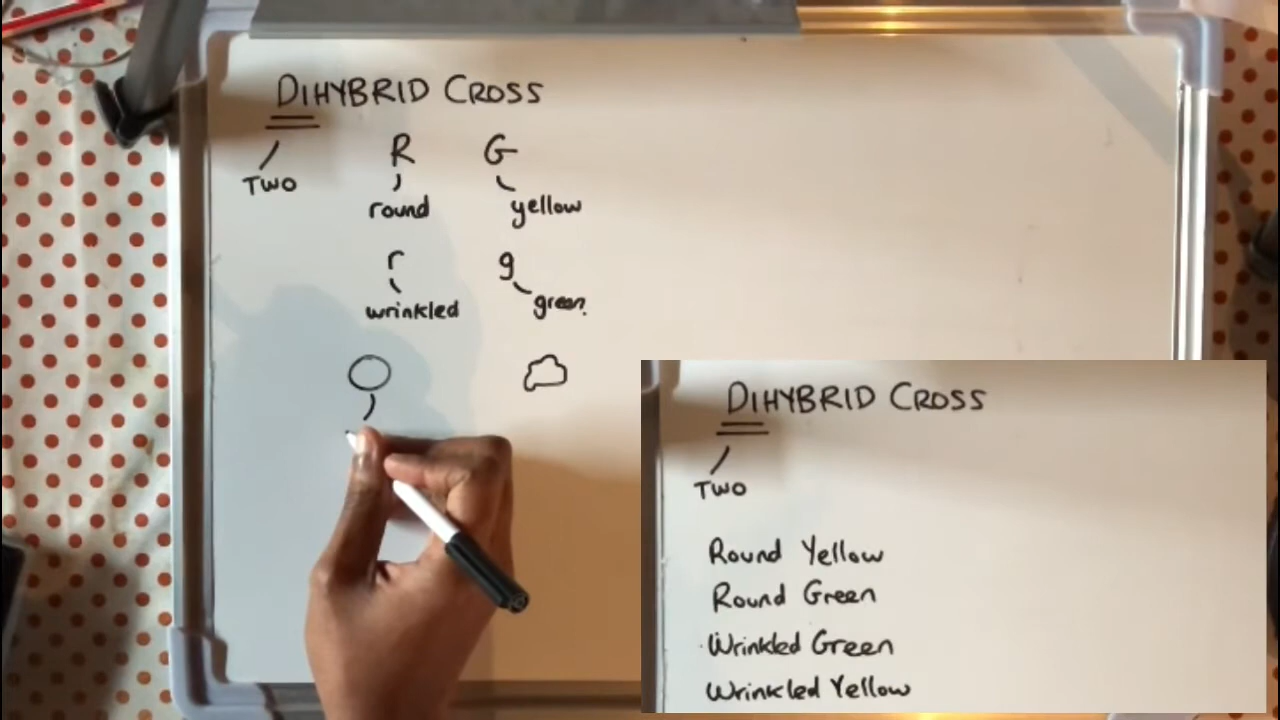 DIHYBRID CROSS
TWO
R G
round yellow
r g
wrinkled green
DIHYBRID CROSS
TWO
Round Yellow
Round Green
Wrinkled Green
Wrinkled Yellow